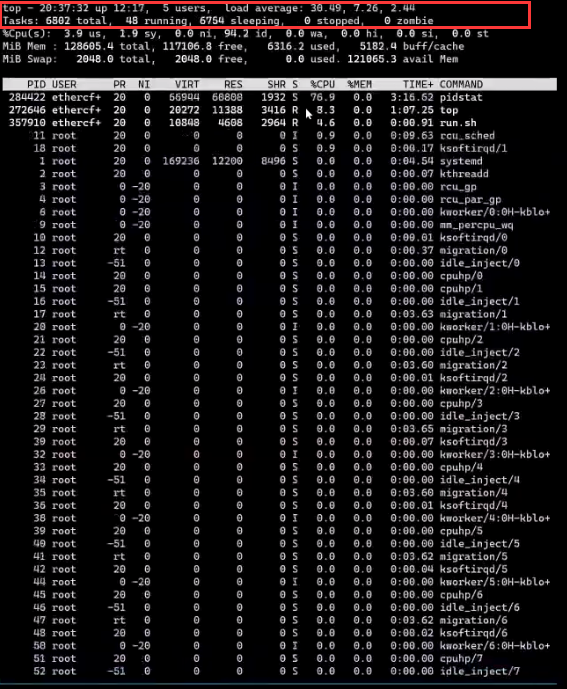 top - 20:37:32 up 12:17,  5 users,  load average: 30.49, 7.26, 2.44
Tasks: 6802 total,  48 running, 6754 sleeping,   0 stopped,   0 zombie
%Cpu(s):  3.9 us,  1.9 sy,  0.0 ni, 94.2 id,  0.0 wa,  0.0 hi,  0.0 si,  0.0 st
MiB Mem : 128605.4 total, 117106.8 free,   6316.2 used,   5182.4 buff/cache
MiB Swap:   2048.0 total,   2048.0 free,      0.0 used. 121065.3 avail Mem
PID USER PR NI VIRT RES SHR S %CPU %MEM TIME+ COMMAND
284422 ethercf+ 20 0 66944 60800 1932 S 76.9 0.0 3:16.62 pidstat
272646 ethercf+ 20 0 20272 11388 3416 R 8.3 0.0 1:07.25 top
357910 ethercf+ 20 0 10848 4608 2964 R 4.6 0.0 0:00.91 run.sh
11 root 20 0 0 0 0 I 0.9 0.0 0:09.63 rcu_sched
18 root 20 0 0 0 0 S 0.9 0.0 0:00.17 ksoftirqd/1
1 root 20 0 169236 12200 8496 S 0.0 0.0 0:04.54 systemd
2 root 20 0 0 0 0 S 0.0 0.0 0:00.07 kthreadd
3 root 0 -20 0 0 0 I 0.0 0.0 0:00.00 rcu_gp
4 root 0 -20 0 0 0 I 0.0 0.0 0:00.00 rcu_par_gp
6 root 0 -20 0 0 0 I 0.0 0.0 0:00.00 kworker/0:0H-kblo+
9 root 0 -20 0 0 0 I 0.0 0.0 0:00.00 mm_percpu_wq
10 root 20 0 0 0 0 S 0.0 0.0 0:00.01 ksoftirqd/0
12 root rt 0 0 0 0 S 0.0 0.0 0:00.37 migration/0
13 root -51 0 0 0 0 S 0.0 0.0 0:00.00 idle_inject/0
14 root 20 0 0 0 0 S 0.0 0.0 0:00.00 cpuhp/0
15 root 20 0 0 0 0 S 0.0 0.0 0:00.00 cpuhp/1
16 root -51 0 0 0 0 S 0.0 0.0 0:00.00 idle_inject/1
17 root rt 0 0 0 0 S 0.0 0.0 0:03.63 migration/1
20 root 0 -20 0 0 0 I 0.0 0.0 0:00.00 kworker/1:0H-kblo+
21 root 20 0 0 0 0 S 0.0 0.0 0:00.00 cpuhp/2
22 root -51 0 0 0 0 S 0.0 0.0 0:00.00 idle_inject/2
23 root rt 0 0 0 0 S 0.0 0.0 0:03.60 migration/2
24 root 20 0 0 0 0 S 0.0 0.0 0:00.01 ksoftirqd/2
26 root 0 -20 0 0 0 I 0.0 0.0 0:00.00 kworker/2:0H-kblo+
27 root 20 0 0 0 0 S 0.0 0.0 0:00.00 cpuhp/3
28 root -51 0 0 0 0 S 0.0 0.0 0:00.00 idle_inject/3
29 root rt 0 0 0 0 S 0.0 0.0 0:03.65 migration/3
30 root 20 0 0 0 0 S 0.0 0.0 0:00.07 ksoftirqd/3
32 root 0 -20 0 0 0 I 0.0 0.0 0:00.00 kworker/3:0H-kblo+
33 root 20 0 0 0 0 S 0.0 0.0 0:00.00 cpuhp/4
34 root -51 0 0 0 0 S 0.0 0.0 0:00.00 idle_inject/4
35 root rt 0 0 0 0 S 0.0 0.0 0:03.60 migration/4
36 root 20 0 0 0 0 S 0.0 0.0 0:00.01 ksoftirqd/4
38 root 0 -20 0 0 0 I 0.0 0.0 0:00.00 kworker/4:0H-kblo+
39 root 20 0 0 0 0 S 0.0 0.0 0:00.00 cpuhp/5
40 root -51 0 0 0 0 S 0.0 0.0 0:00.00 idle_inject/5
41 root rt 0 0 0 0 S 0.0 0.0 0:03.62 migration/5
42 root 20 0 0 0 0 S 0.0 0.0 0:00.04 ksoftirqd/5
44 root 0 -20 0 0 0 I 0.0 0.0 0:00.00 kworker/5:0H-kblo+
45 root 20 0 0 0 0 S 0.0 0.0 0:00.00 cpuhp/6
46 root -51 0 0 0 0 S 0.0 0.0 0:00.00 idle_inject/6
47 root rt 0 0 0 0 S 0.0 0.0 0:03.62 migration/6
48 root 20 0 0 0 0 S 0.0 0.0 0:00.02 ksoftirqd/6
50 root 0 -20 0 0 0 I 0.0 0.0 0:00.00 kworker/6:0H-kblo+
51 root 20 0 0 0 0 S 0.0 0.0 0:00.00 cpuhp/7
52 root -51 0 0 0 0 S 0.0 0.0 0:00.00 idle_inject/7